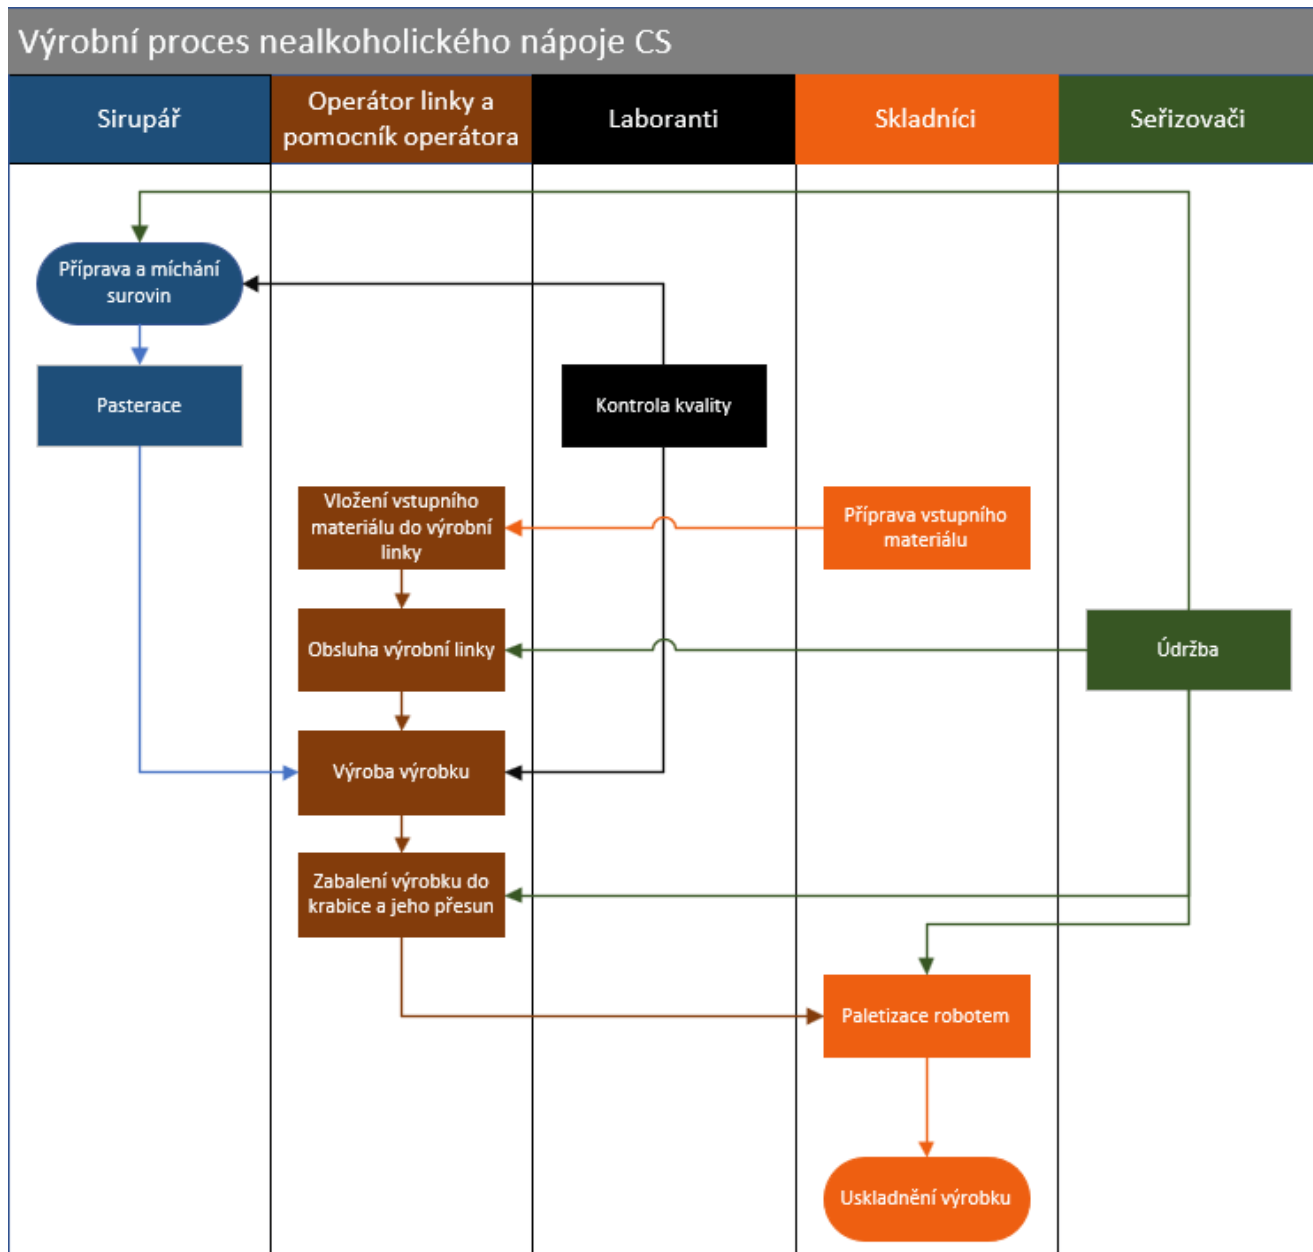 Výrobní proces nealkoholického nápoje CS
Sirupář
Operátor linky a
pomocník operátora
Laboranti
Skladníci
Seřizovači
Příprava a míchání
surovin
Pasterace
Kontrola kvality
Vložení vstupního
materiálu do výrobní
linky
Příprava vstupního
materiálu
Obsluha výrobní linky
Údržba
Výroba výrobku
Zabalení výrobku do
krabice a jeho přesun
Paletizace robotem
Uskladnění výrobku